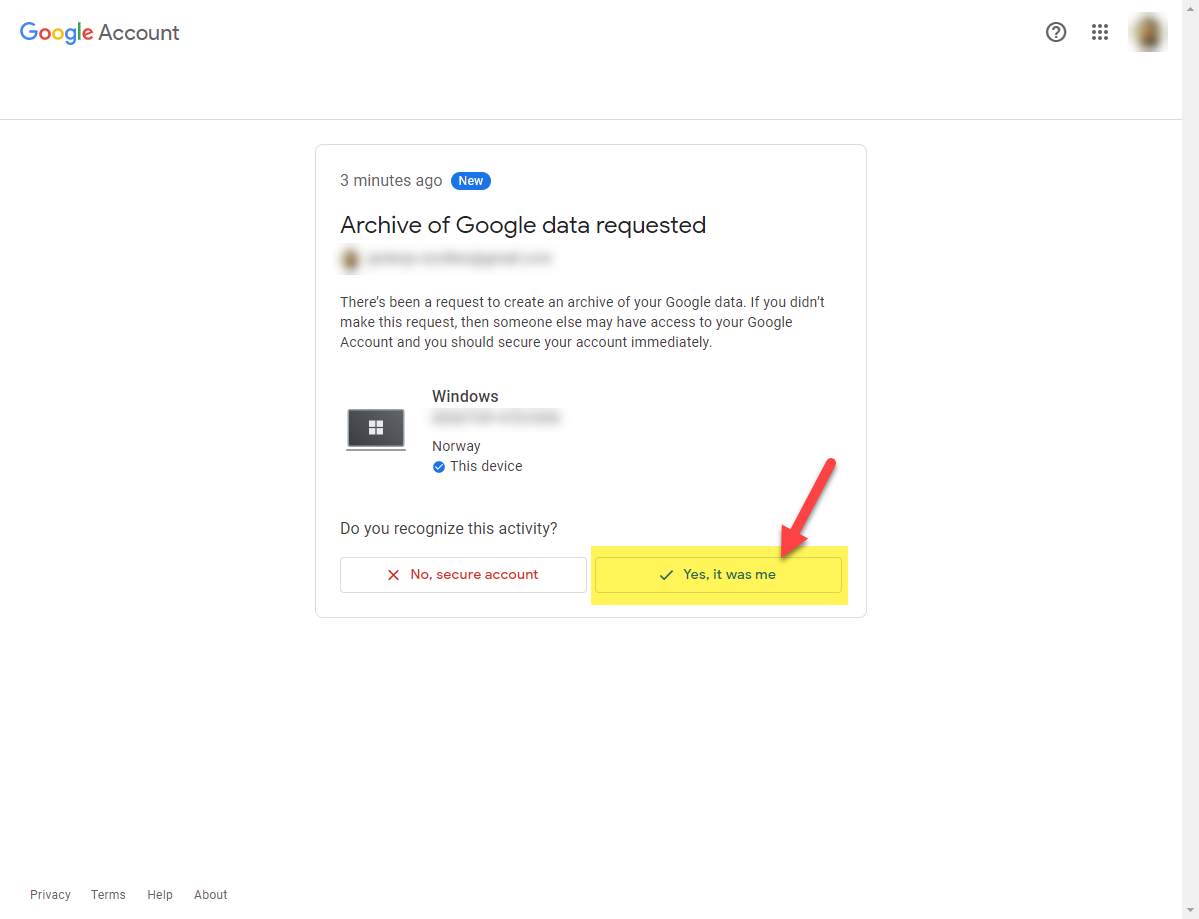 Google Account
3 minutes ago New
Archive of Google data requested
There's been a request to create an archive of your Google data. If you didn't
make this request, then someone else may have access to your Google
Account and you should secure your account immediately.
Windows
Norway
This device
Do you recognize this activity?
No, secure account
Yes, it was me
Privacy Terms Help About